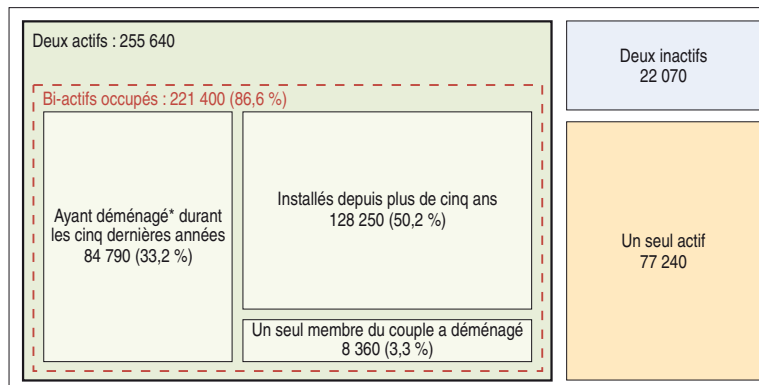 Deux actifs : 255 640
Bi-actifs occupés : 221 400 (86,6 %)
Ayant déménagé* durant
les cinq dernières années
84 790 (33,2 %)
Installés depuis plus de cinq ans
128 250 (50,2 %)
Un seul membre du couple a déménagé
8 360 (3,3 %)
Deux inactifs
22 070
Un seul actif
77 240